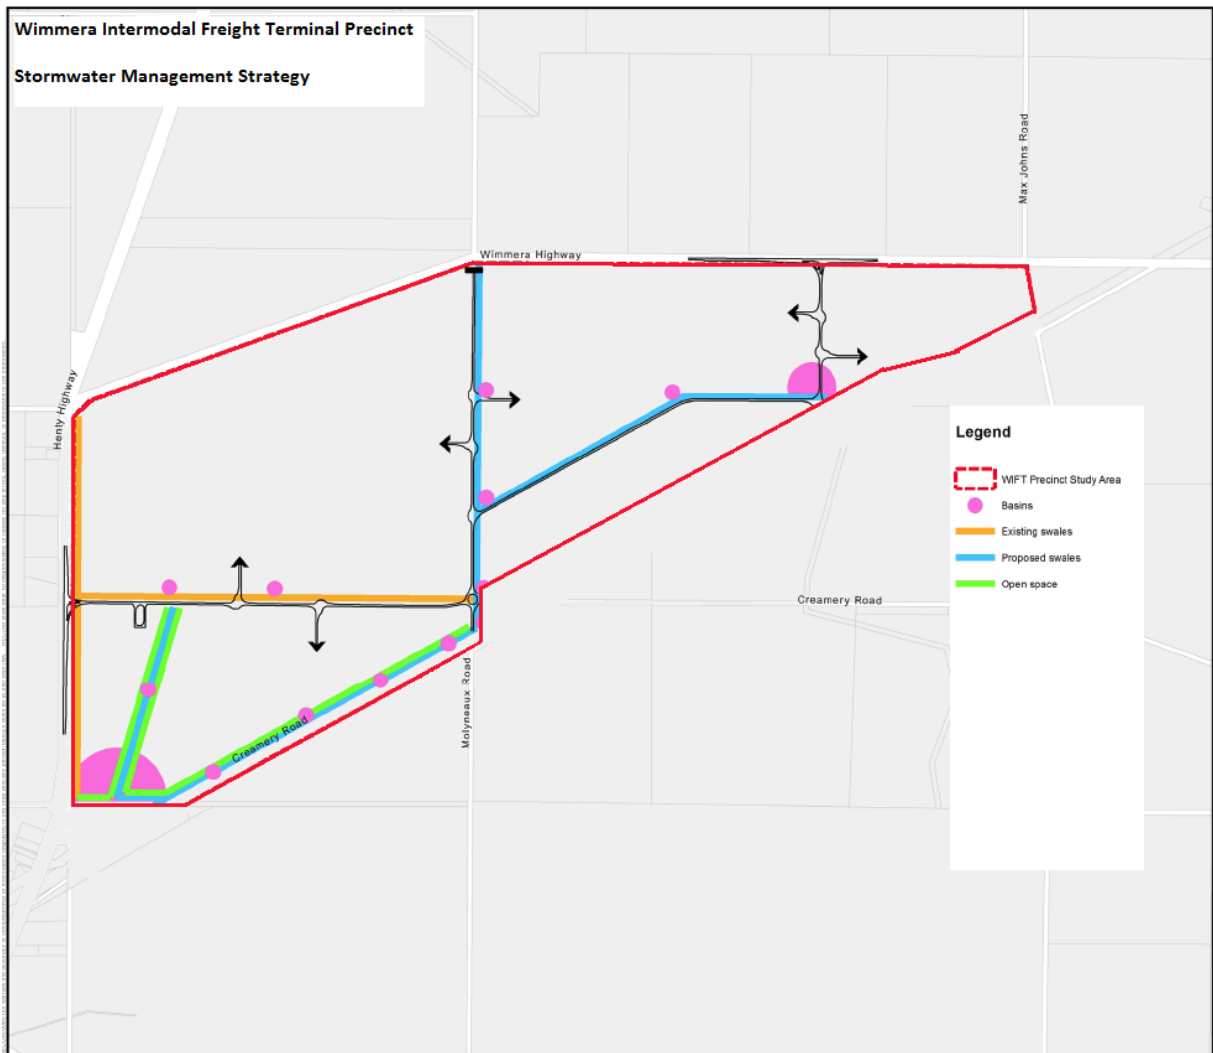 Wimmera Intermodal Freight Terminal Precinct
Stormwater Management Strategy
Max Johns Road
Wimmera Highway
Henty Highway
Legend
WIFT Precinct Study Area
Basins
Existing swales
Proposed swales
Open space
Creamery Road
Molyneaux Road
Creamery Road